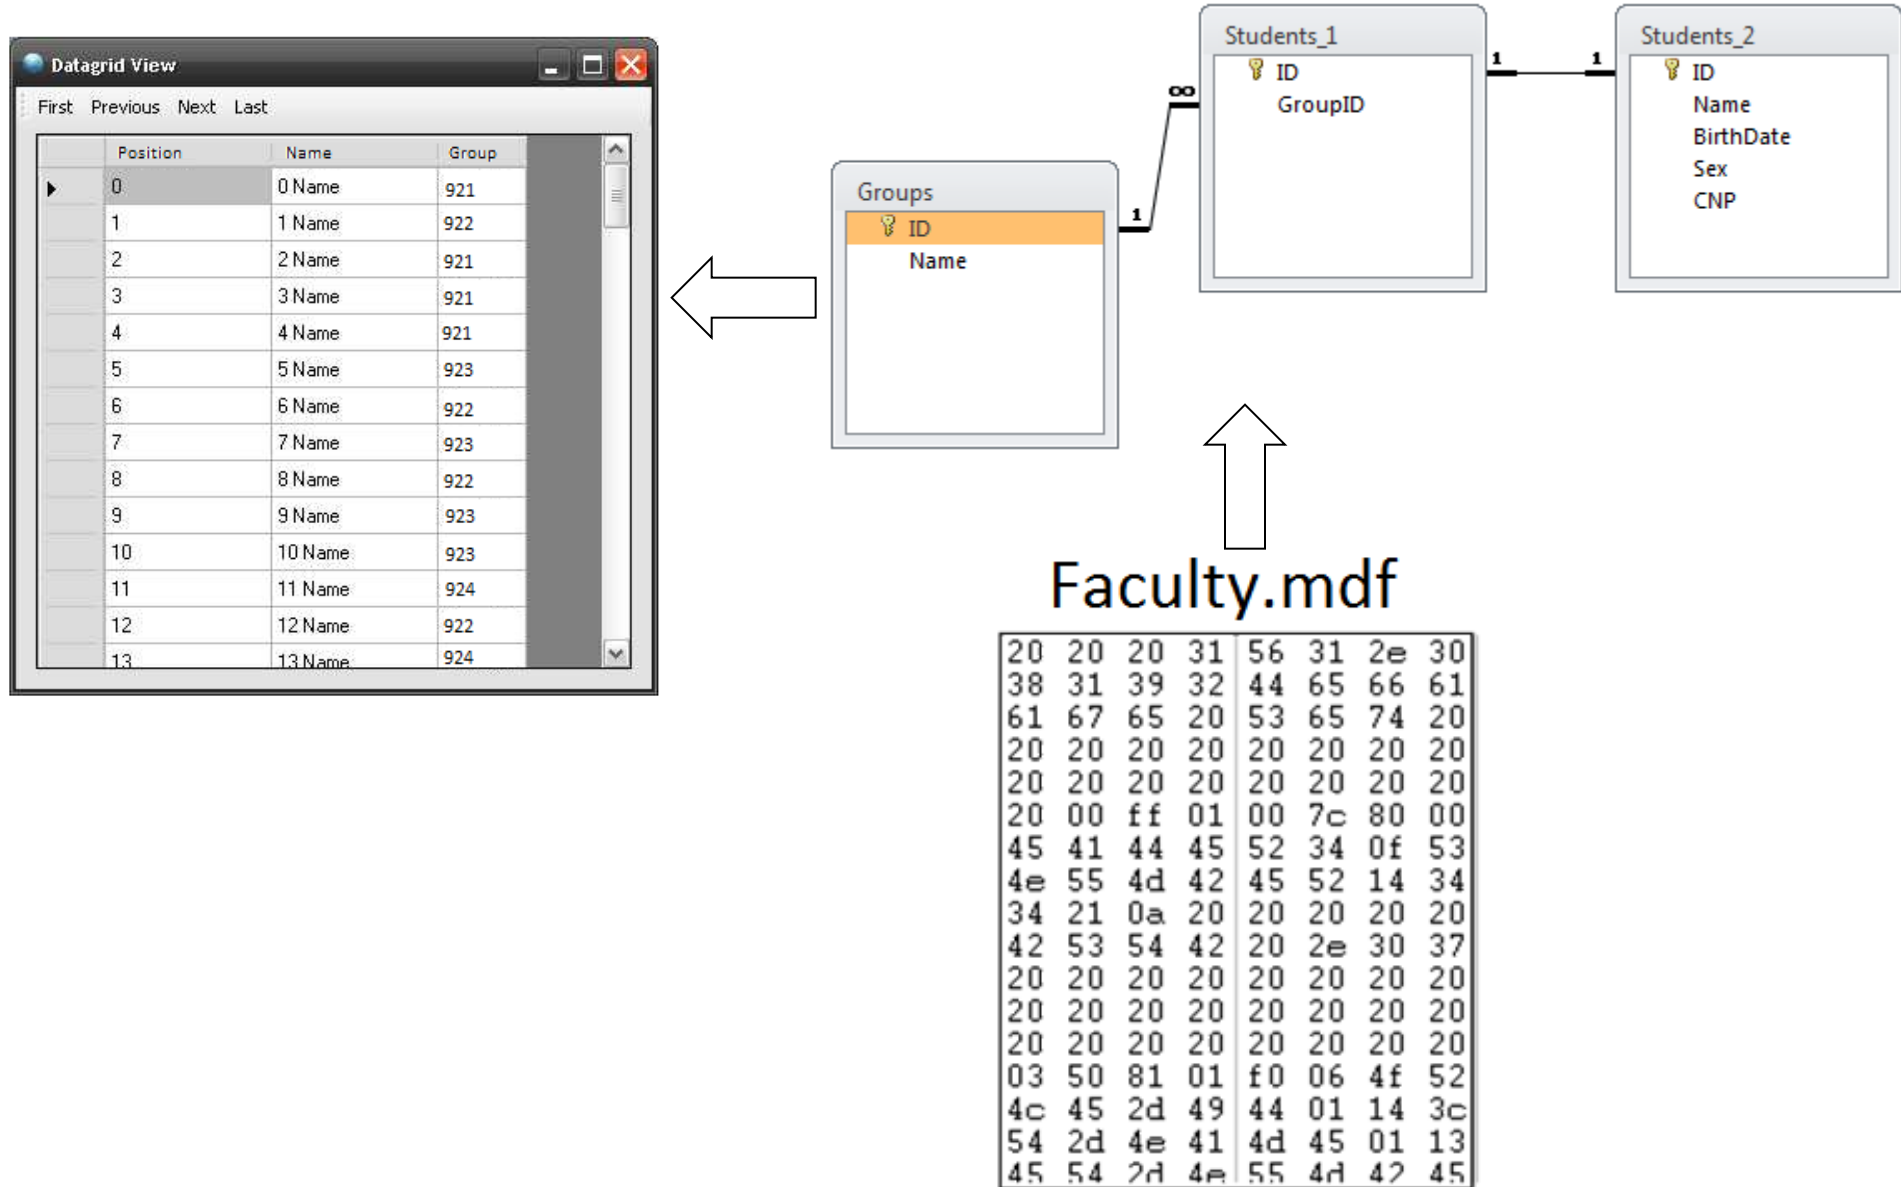 Datagrid View
First Previous Next Last
Position Name Group
0 0 Name 921
1 1 Name 922
2 2 Name 921
3 3 Name 921
4 4 Name 921
5 5 Name 923
6 6 Name 922
7 7 Name 923
8 8 Name 922
9 9 Name 923
10 10 Name 923
11 11 Name 924
12 12 Name 922
13 13 Name 924
Groups
ID
Name
1
∞
Students_1
ID
GroupID
1
1
Students_2
ID
Name
BirthDate
Sex
CNP
Faculty.mdf
20 20 20 31 56 31 2e 30
38 31 39 32 44 65 66 61
61 67 65 20 53 65 74 20
20 20 20 20 20 20 20 20
20 20 20 20 20 20 20 20
20 00 ff 01 00 7c 80 00
45 41 44 45 52 34 0f 53
4e 55 4d 42 45 52 14 34
34 21 0a 20 20 20 20 20
42 53 54 42 20 2e 30 37
20 20 20 20 20 20 20 20
20 20 20 20 20 20 20 20
20 20 20 20 20 20 20 20
03 50 81 01 f0 06 4f 52
4c 45 2d 49 44 01 14 3c
54 2d 4e 41 4d 45 01 13
45 54 2d 4e 55 4d 42 45